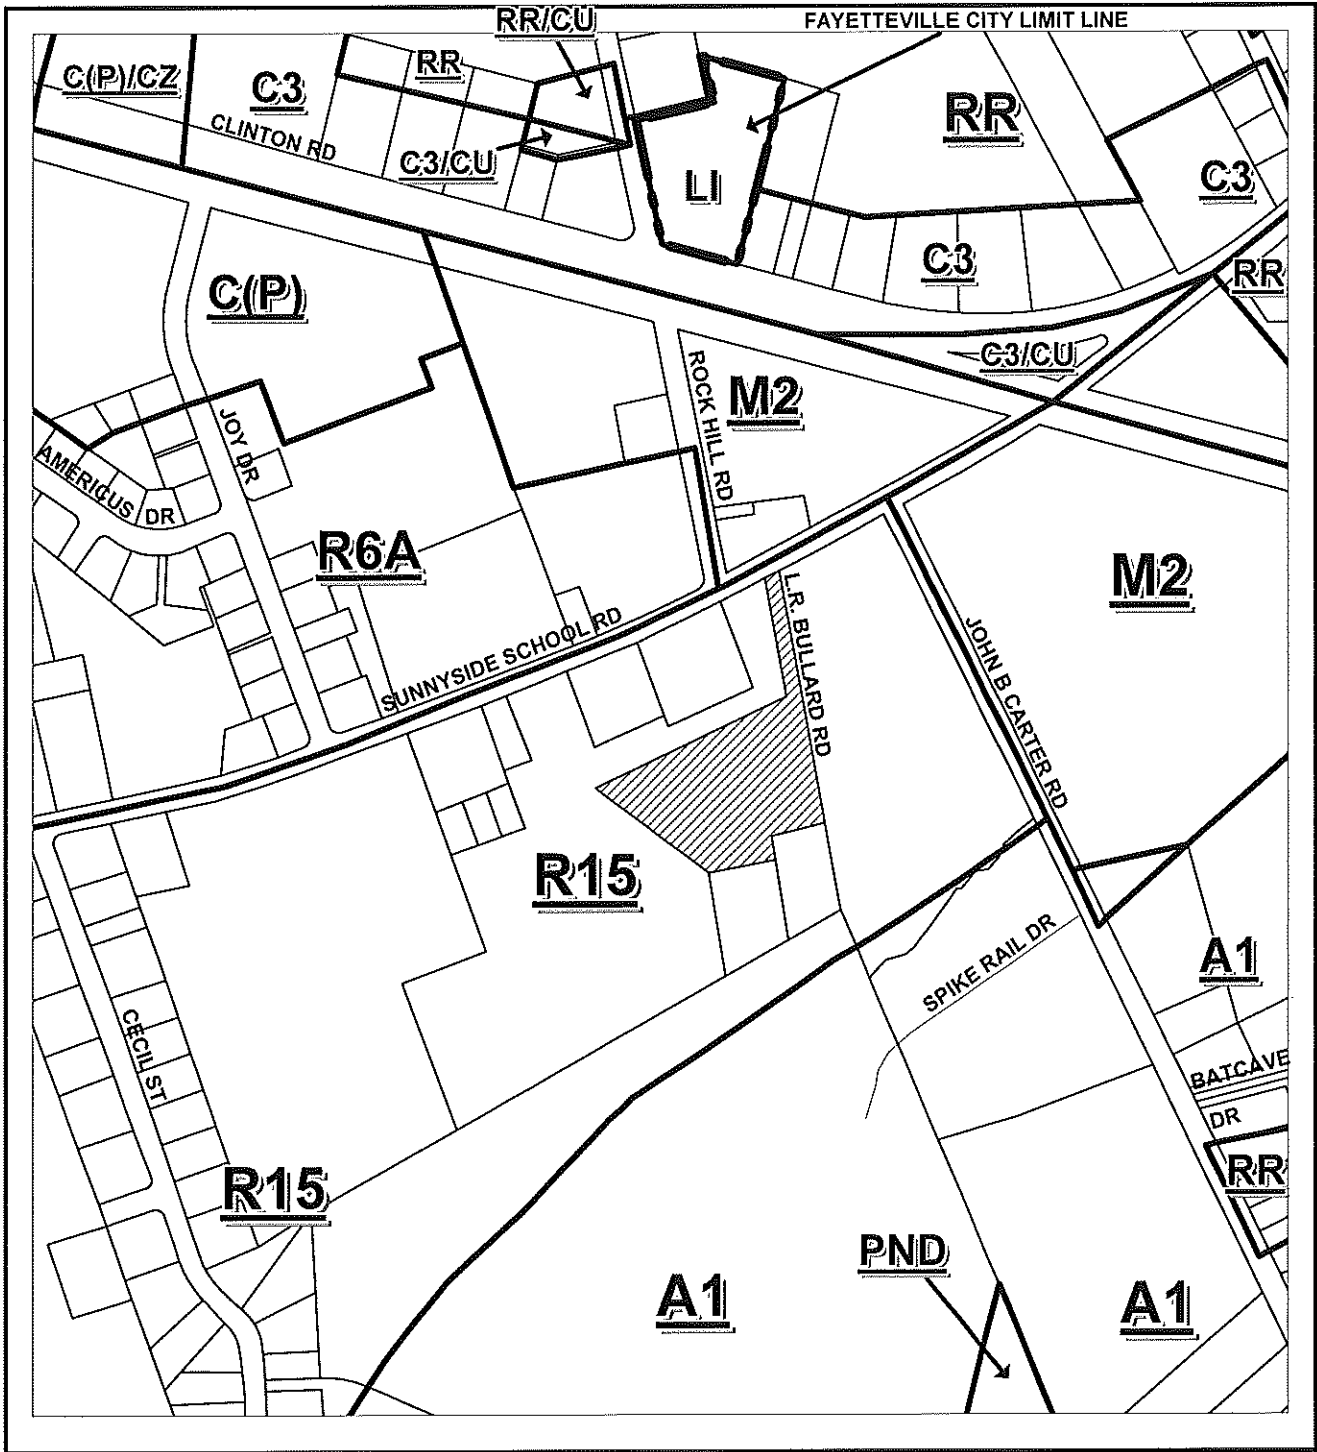 RR/CU
FAYETTEVILLE CITY LIMIT LINE
C(P)/CZ
C3
RR
CLINTON RD
C3/CU
LI
RR
C3
C3
RR
C(P)
C3/CU
ROCK HILL RD
M2
JOY DR
AMERICUS DR
R6A
M2
SUNNYSIDE SCHOOL RD
L.R. BULLARD RD
JOHN B CARTER RD
R15
SPIKE RAIL DR
A1
CECIL ST
BATCAVE
DR
RR
R15
PND
A1
A1